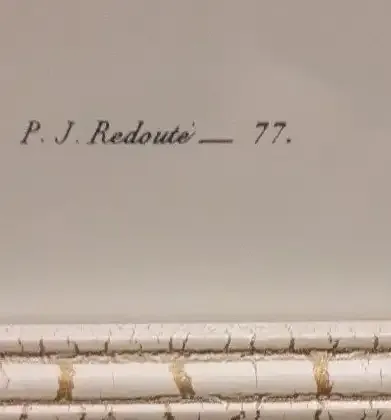 P. J. Redouté — 77.